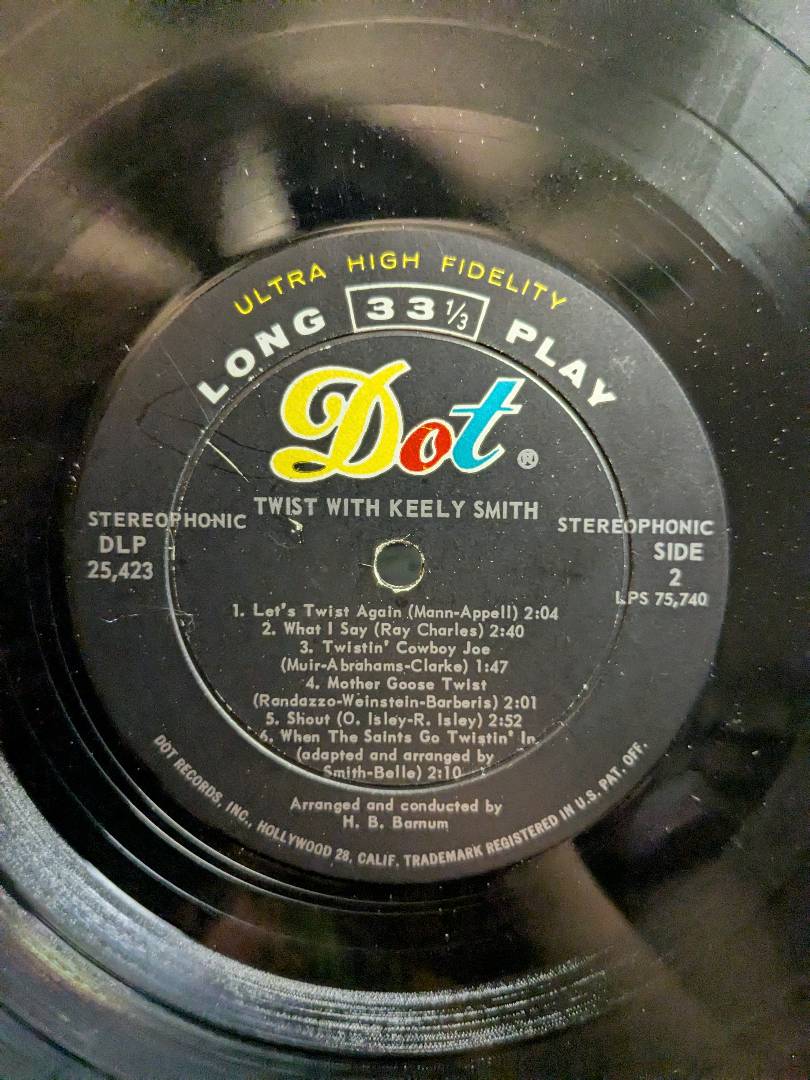 ULTRA HIGH FIDELITY
LONG 33 1/3 PLAY
Dot ®
TWIST WITH KEELY SMITH
STEREOPHONIC
DLP
25,423
STEREOPHONIC
SIDE
2
LPS 75,740
1. Let's Twist Again (Mann-Appell) 2:04
2. What I Say (Ray Charles) 2:40
3. Twistin' Cowboy Joe
(Muir-Abrahams-Clarke) 1:47
4. Mother Goose Twist
(Randazzo-Weinstein-Barberis) 2:01
5. Shout (O. Isley-R. Isley) 2:52
6. When The Saints Go Twistin' In
(adapted and arranged by
Smith-Belle) 2:10
Arranged and conducted by
H. B. Barnum
DOT RECORDS, INC., HOLLYWOOD 28, CALIF. TRADEMARK REGISTERED IN U.S. PAT. OFF.